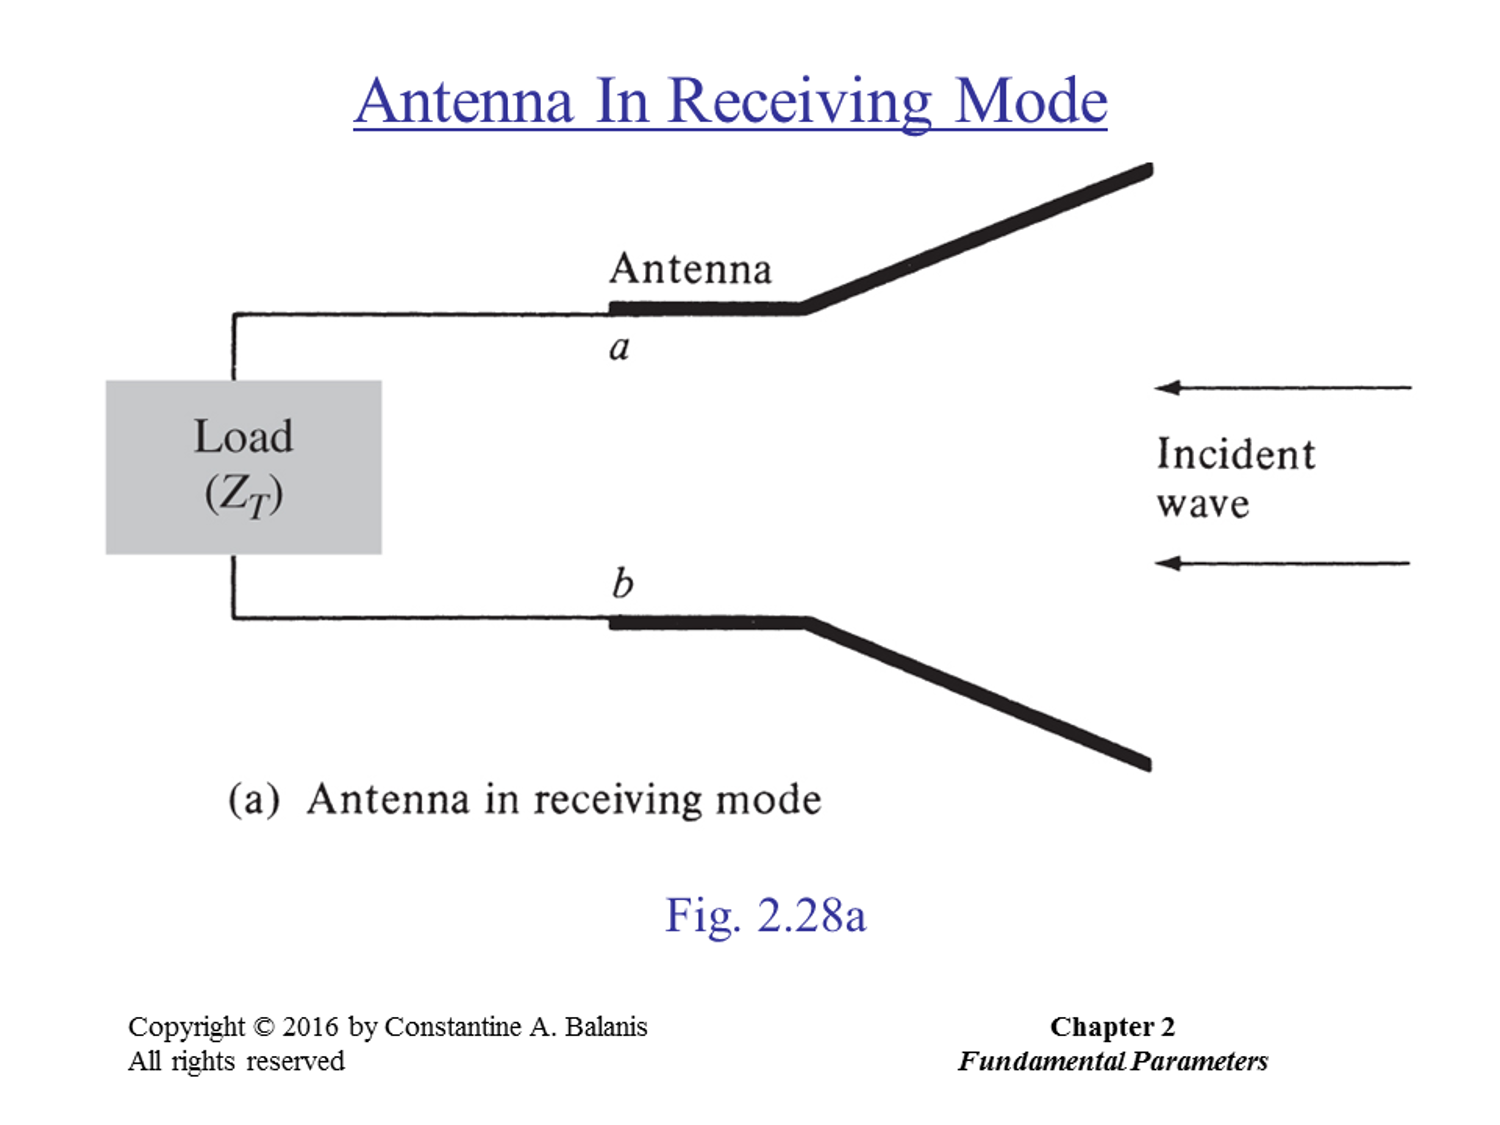 Antenna In Receiving Mode
Antenna
a
Load
(Z_T)
Incident
wave
b
(a) Antenna in receiving mode
Fig. 2.28a
Copyright © 2016 by Constantine A. Balanis
All rights reserved
Chapter 2
Fundamental Parameters